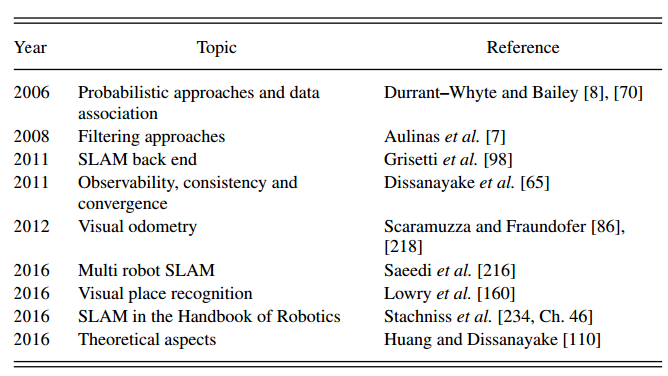 Year Topic Reference
2006 Probabilistic approaches and data Durrant–Whyte and Bailey [8], [70]
association
2008 Filtering approaches Aulinas et al. [7]
2011 SLAM back end Grisetti et al. [98]
2011 Observability, consistency and Dissanayake et al. [65]
convergence
2012 Visual odometry Scaramuzza and Fraundofer [86],
[218]
2016 Multi robot SLAM Saeedi et al. [216]
2016 Visual place recognition Lowry et al. [160]
2016 SLAM in the Handbook of Robotics Stachniss et al. [234, Ch. 46]
2016 Theoretical aspects Huang and Dissanayake [110]